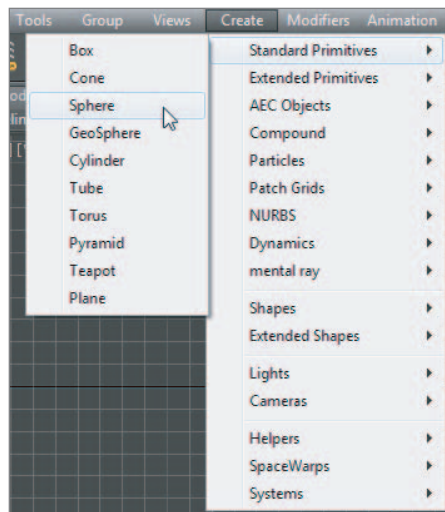 Tools Group Views Create Modifiers Animation
Box
Cone
Sphere
GeoSphere
Cylinder
Tube
Torus
Pyramid
Teapot
Plane
Standard Primitives
Extended Primitives
AEC Objects
Compound
Particles
Patch Grids
NURBS
Dynamics
mental ray
Shapes
Extended Shapes
Lights
Cameras
Helpers
SpaceWarps
Systems